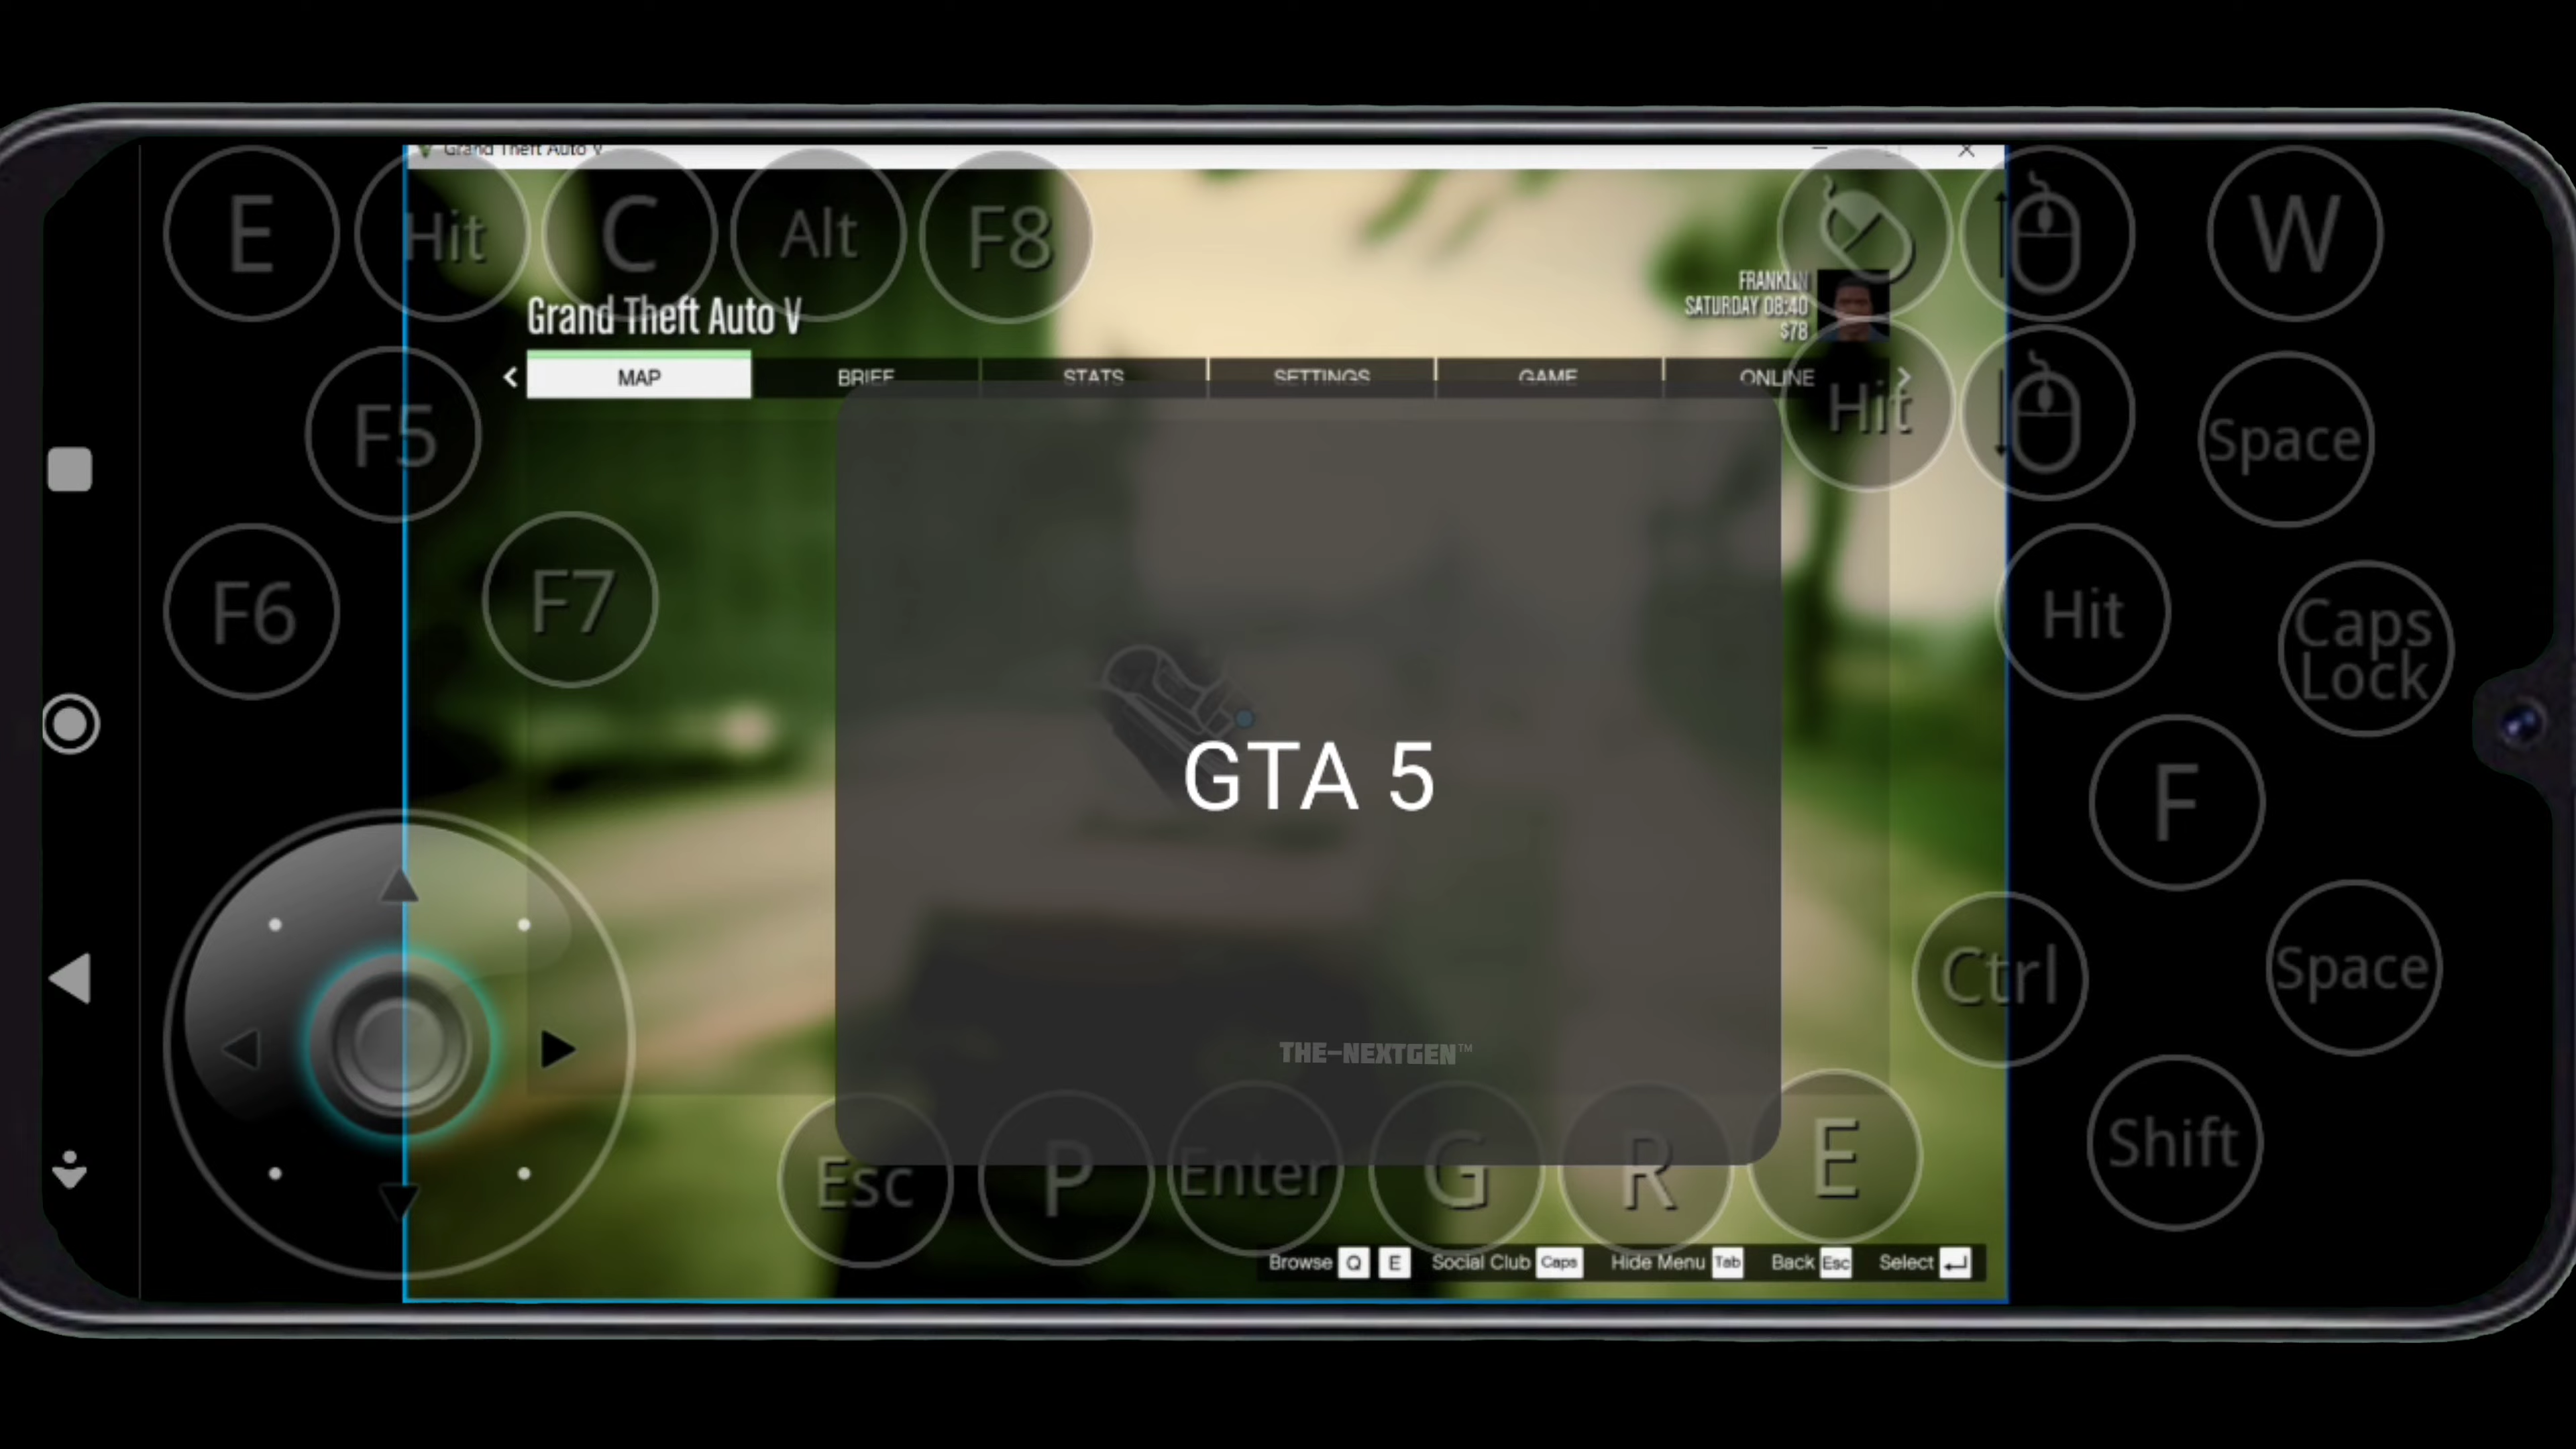 Grand Theft Auto V
E
Hit
C
Alt
F8
W
Grand Theft Auto V
FRANKLIN
SATURDAY 08:40
$78
MAP
BRIEF
STATS
SETTINGS
GAME
ONLINE
F5
Hit
Space
F6
F7
Hit
Caps
Lock
GTA 5
F
Ctrl
Space
THE-NEXTGEN™
Esc
P
Enter
G
R
E
Shift
Browse Q E Social Club Caps Hide Menu Tab Back Esc Select